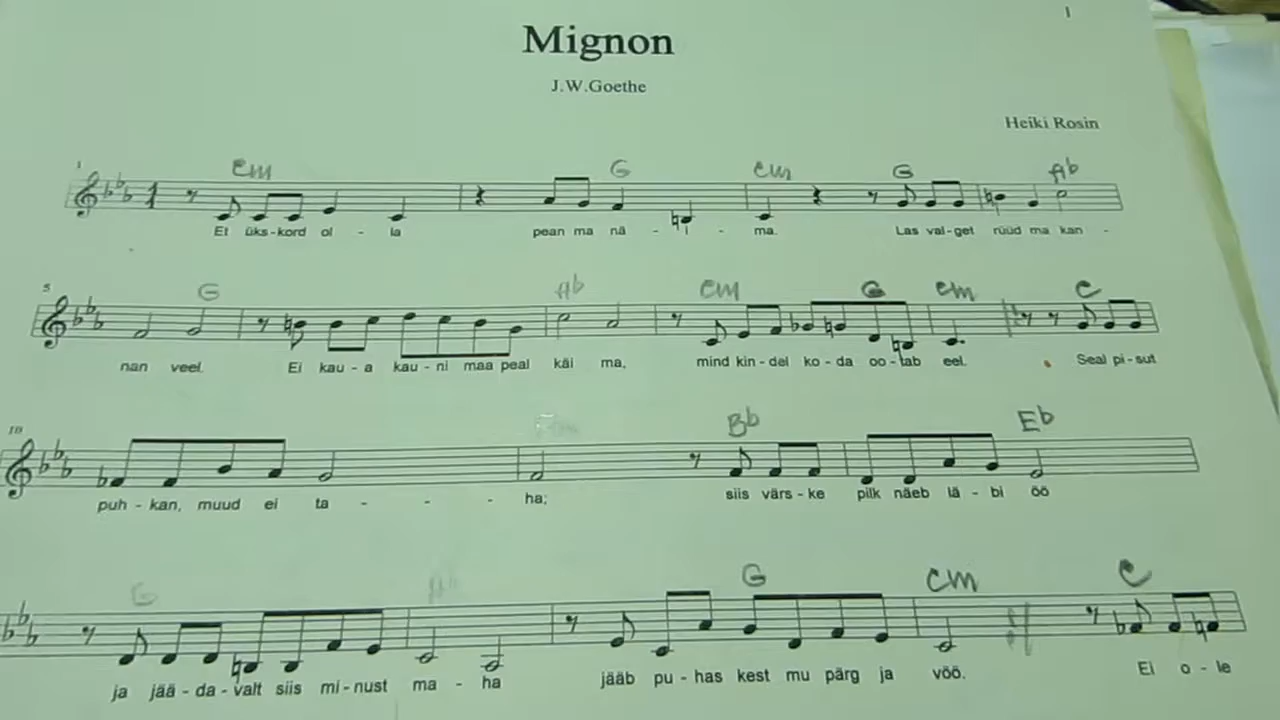 1
Mignon
J.W.Goethe
Heiki Rosin
1
Cm G Cm G Ab
Et üks-kord ol - la pean ma nä - i - ma. Las val-get rüüd ma kan -
5
G Ab Cm G Cm C
nan veel. Ei kau - a kau - ni maa peal käi ma, mind kin - del ko - da oo - tab eel. Seal pi - sut
10
Bb Eb
puh - kan, muud ei ta - - - ha; siis värs - ke pilk näeb lä - bi öö
G Ab G Cm C
ja jää - da - valt siis mi - nust ma - ha jääb pu - has kest mu pärg ja vöö. Ei o - le